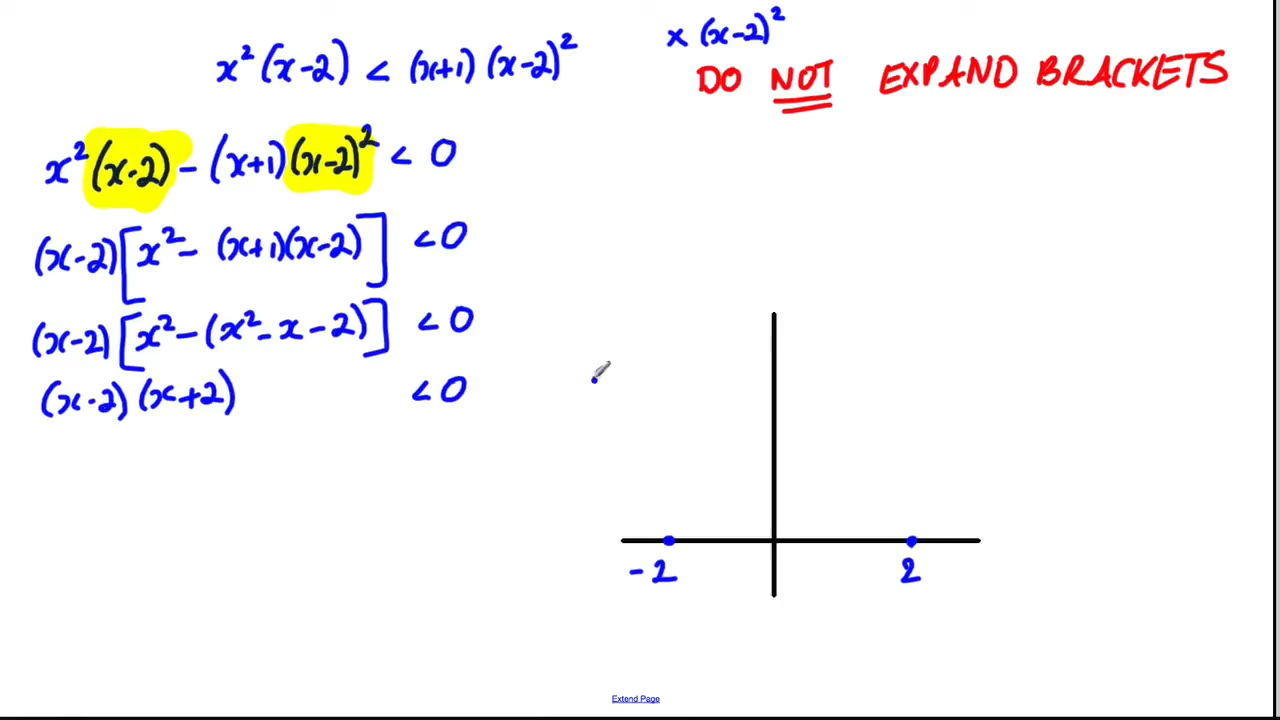 x²(x-2) < (x+1)(x-2)²
× (x-2)²
DO NOT EXPAND BRACKETS
x²(x-2) - (x+1)(x-2)² < 0
(x-2)[x² - (x+1)(x-2)] < 0
(x-2)[x² - (x² - x - 2)] < 0
(x-2)(x+2) < 0
-2 2
Extend Page